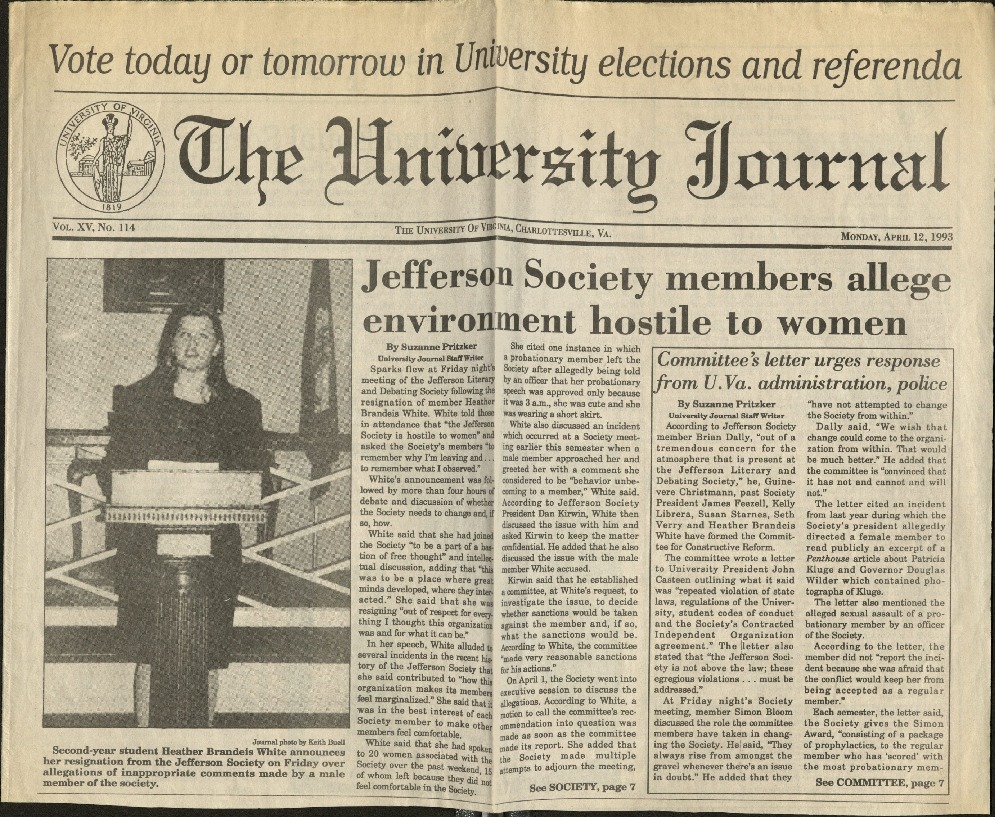 Vote today or tomorrow in University elections and referenda
UNIVERSITY OF VIRGINIA
1819
The University Journal
VOL. XV, NO. 114
THE UNIVERSITY OF VIRGINIA, CHARLOTTESVILLE, VA.
MONDAY, APRIL 12, 1993
Jefferson Society members allege
environment hostile to women
Journal photo by Keith Buell
Second-year student Heather Brandeis White announces
her resignation from the Jefferson Society on Friday over
allegations of inappropriate comments made by a male
member of the society.
By Suzanne Pritzker
University Journal Staff Writer
Sparks flew at Friday night's
meeting of the Jefferson Literary
and Debating Society following the
resignation of member Heather
Brandeis White. White told those
in attendance that "the Jefferson
Society is hostile to women" and
asked the Society's members "to
remember why I'm leaving and . . .
to remember what I observed."
White's announcement was fol-
lowed by more than four hours of
debate and discussion of whether
the Society needs to change and, if
so, how.
White said that she had joined
the Society "to be a part of a bas-
tion of free thought" and intellec-
tual discussion, adding that "this
was to be a place where great
minds developed, where they inter-
acted." She said that she was
resigning "out of respect for every-
thing I thought this organization
was and for what it can be."
In her speech, White alluded to
several incidents in the recent his-
tory of the Jefferson Society that
she said contributed to "how this
organization makes its members
feel marginalized." She said that it
was in the best interest of each
Society member to make other
members feel comfortable.
White said that she had spoken
to 20 women associated with the
Society over the past weekend, 15
of whom left because they did not
feel comfortable in the Society.
She cited one instance in which
a probationary member left the
Society after allegedly being told
by an officer that her probationary
speech was approved only because
it was 3 a.m., she was cute and she
was wearing a short skirt.
White also discussed an incident
which occurred at a Society meet-
ing earlier this semester when a
male member approached her and
greeted her with a comment she
considered to be "behavior unbe-
coming to a member," White said.
According to Jefferson Society
President Dan Kirwin, White then
discussed the issue with him and
asked Kirwin to keep the matter
confidential. He added that he also
discussed the issue with the male
member White accused.
Kirwin said that he established
a committee, at White's request, to
investigate the issue, to decide
whether sanctions would be taken
against the member and, if so,
what the sanctions would be.
According to White, the committee
"made very reasonable sanctions
for his actions."
On April 1, the Society went into
executive session to discuss the
allegations. According to White, a
motion to call the committee's rec-
ommendation into question was
made as soon as the committee
made its report. She added that
the Society made multiple
attempts to adjourn the meeting,
See SOCIETY, page 7
Committee's letter urges response
from U.Va. administration, police
By Suzanne Pritzker
University Journal Staff Writer
According to Jefferson Society
member Brian Dally, "out of a
tremendous concern for the
atmosphere that is present at
the Jefferson Literary and
Debating Society," he, Guine-
vere Christmann, past Society
President James Feezell, Kelly
Librera, Susan Starnes, Seth
Verry and Heather Brandeis
White have formed the Commit-
tee for Constructive Reform.
The committee wrote a letter
to University President John
Casteen outlining what it said
was "repeated violation of state
laws, regulations of the Univer-
sity, student codes of conduct
and the Society's Contracted
Independent Organization
agreement." The letter also
stated that "the Jefferson Soci-
ety is not above the law; these
egregious violations . . . must be
addressed."
At Friday night's Society
meeting, member Simon Bloom
discussed the role the committee
members have taken in chang-
ing the Society. He said, "They
always rise from amongst the
gravel whenever there's an issue
in doubt." He added that they
"have not attempted to change
the Society from within."
Dally said, "We wish that
change could come to the organi-
zation from within. That would
be much better." He added that
the committee is "convinced that
it has not and cannot and will
not."
The letter cited an incident
from last year during which the
Society's president allegedly
directed a female member to
read publicly an excerpt of a
Penthouse article about Patricia
Kluge and Governor Douglas
Wilder which contained pho-
tographs of Kluge.
The letter also mentioned the
alleged sexual assault of a pro-
bationary member by an officer
of the Society.
According to the letter, the
member did not "report the inci-
dent because she was afraid that
the conflict would keep her from
being accepted as a regular
member."
Each semester, the letter said,
the Society gives the Simon
Award, "consisting of a package
of prophylactics, to the regular
member who has 'scored' with
the most probationary mem-
See COMMITTEE, page 7